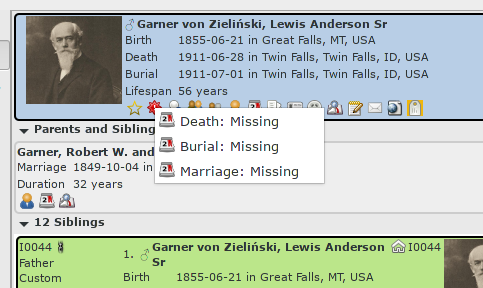 Garner von Zieliński, Lewis Anderson Sr
Birth 1855-06-21 in Great Falls, MT, USA
Death 1911-06-28 in Twin Falls, Twin Falls, ID, USA
Burial 1911-07-01 in Twin Falls, Twin Falls, ID, USA
Lifespan 56 years
Death: Missing
Burial: Missing
Marriage: Missing
Parents and Sibling
Garner, Robert W. and
Marriage 1849-10-04 in
Duration 32 years
12 Siblings
I0044 1. Garner von Zieliński, Lewis Anderson Sr I0044
Father
Custom Birth 1855-06-21 in Great Falls, MT, USA